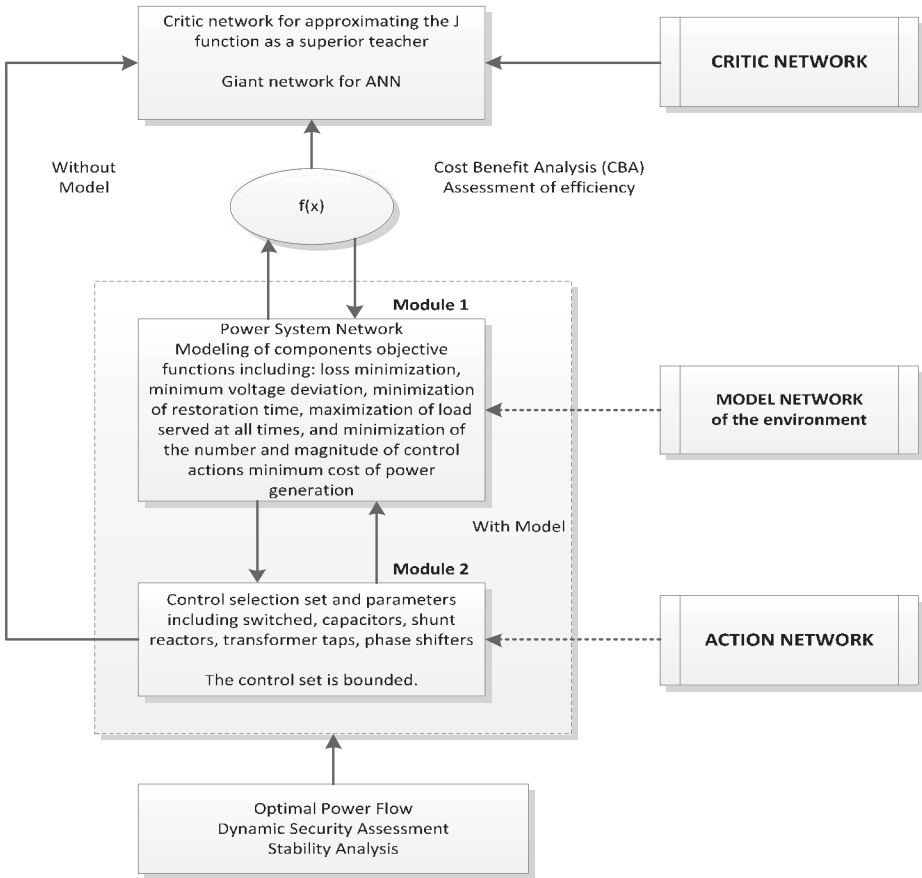 Critic network for approximating the J
function as a superior teacher
Giant network for ANN
CRITIC NETWORK
Without
Model
Cost Benefit Analysis (CBA)
Assessment of efficiency
f(x)
Module 1
Power System Network
Modeling of components objective
functions including: loss minimization,
minimum voltage deviation, minimization
of restoration time, maximization of load
served at all times, and minimization of
the number and magnitude of control
actions minimum cost of power
generation
MODEL NETWORK
of the environment
With Model
Module 2
Control selection set and parameters
including switched, capacitors, shunt
reactors, transformer taps, phase shifters
The control set is bounded.
ACTION NETWORK
Optimal Power Flow
Dynamic Security Assessment
Stability Analysis